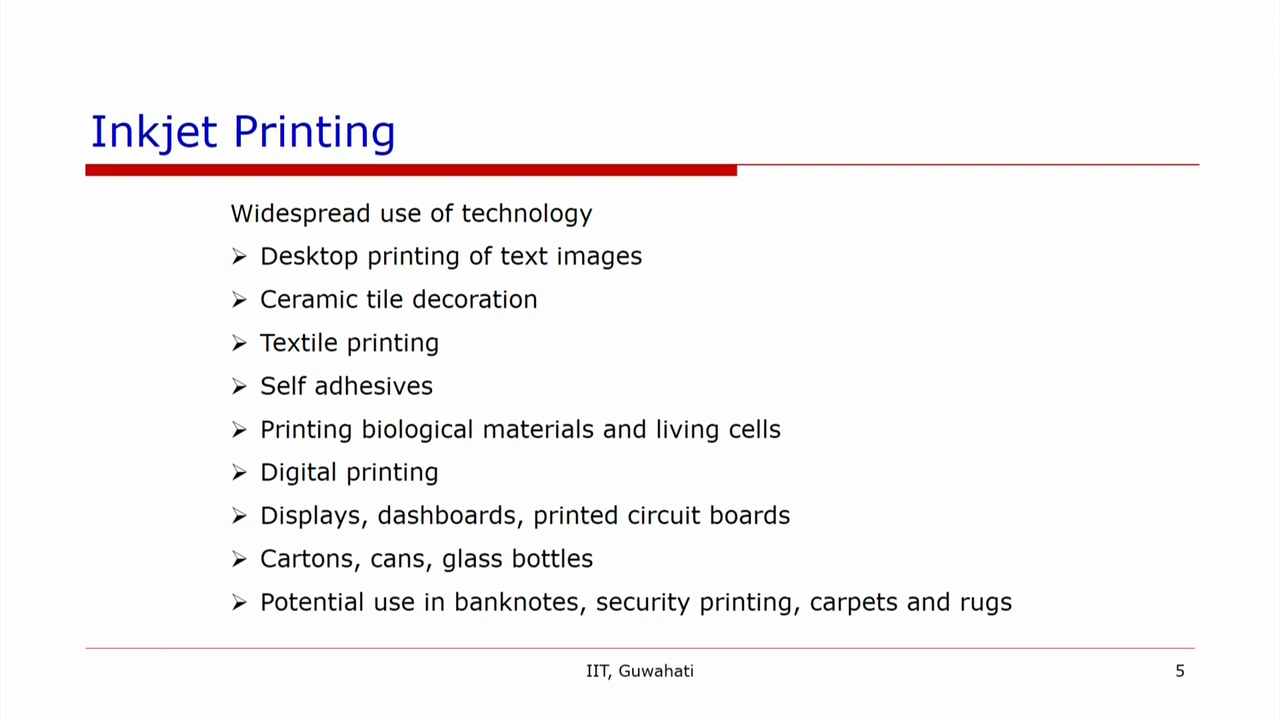 Inkjet Printing
Widespread use of technology
➢ Desktop printing of text images
➢ Ceramic tile decoration
➢ Textile printing
➢ Self adhesives
➢ Printing biological materials and living cells
➢ Digital printing
➢ Displays, dashboards, printed circuit boards
➢ Cartons, cans, glass bottles
➢ Potential use in banknotes, security printing, carpets and rugs
IIT, Guwahati
5